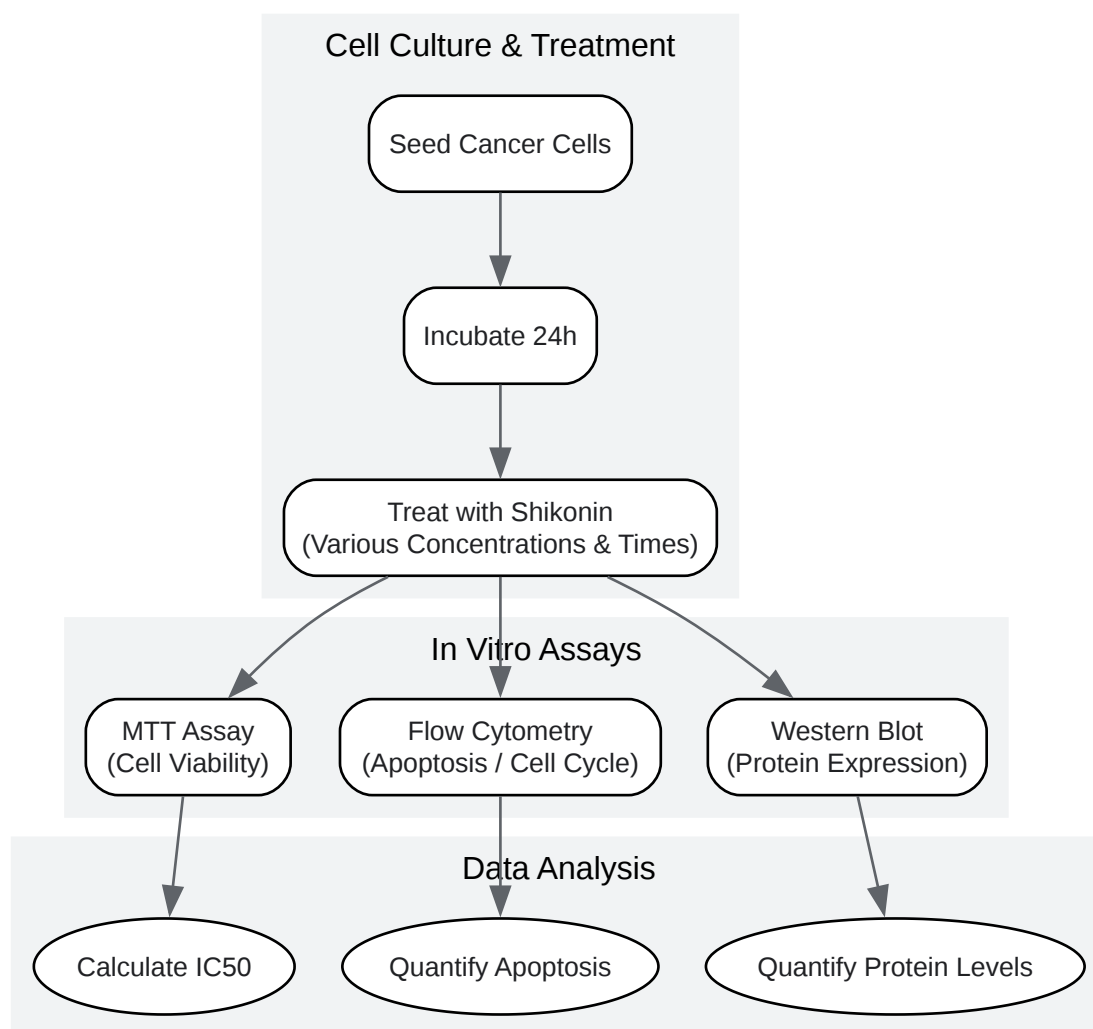 Cell Culture & Treatment
Seed Cancer Cells
Incubate 24h
Treat with Shikonin
(Various Concentrations & Times)
In Vitro Assays
MTT Assay
(Cell Viability)
Flow Cytometry
(Apoptosis / Cell Cycle)
Western Blot
(Protein Expression)
Data Analysis
Calculate IC50
Quantify Apoptosis
Quantify Protein Levels